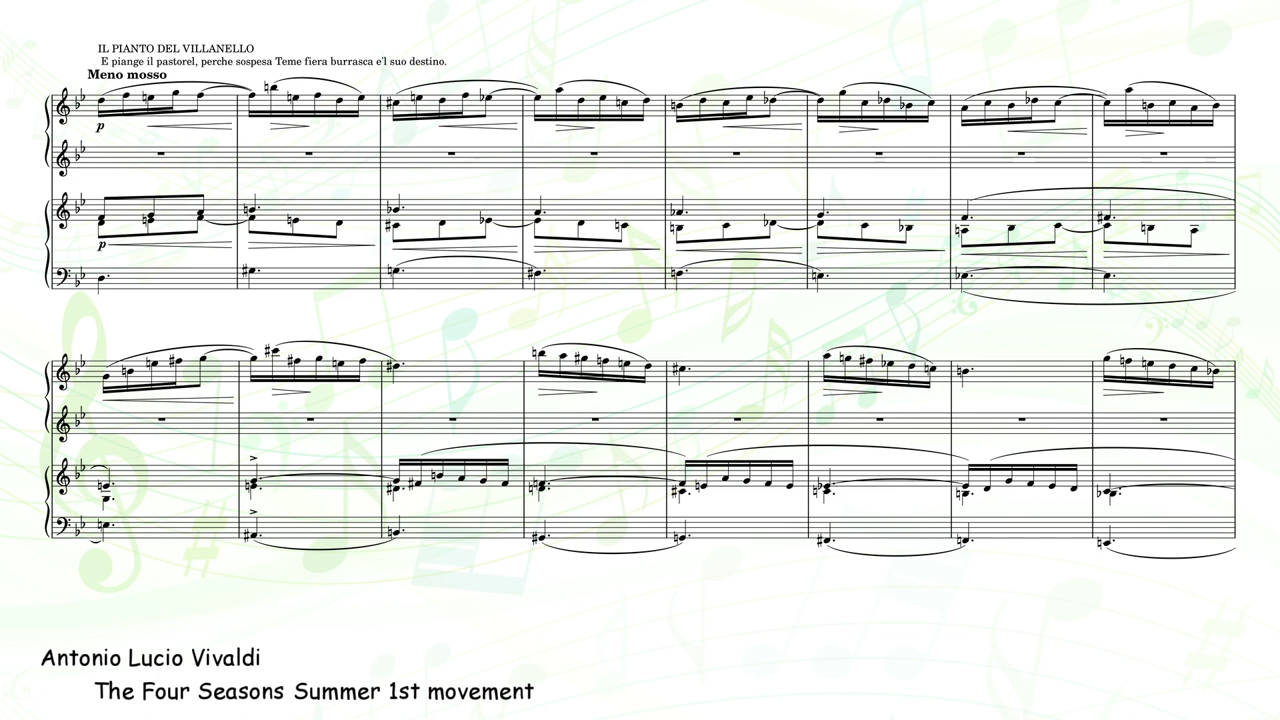 IL PIANTO DEL VILLANELLO
E piange il pastorel, perche sospesa Teme fiera burrasca e'l suo destino.
Meno mosso
p
p
Antonio Lucio Vivaldi
The Four Seasons Summer 1st movement